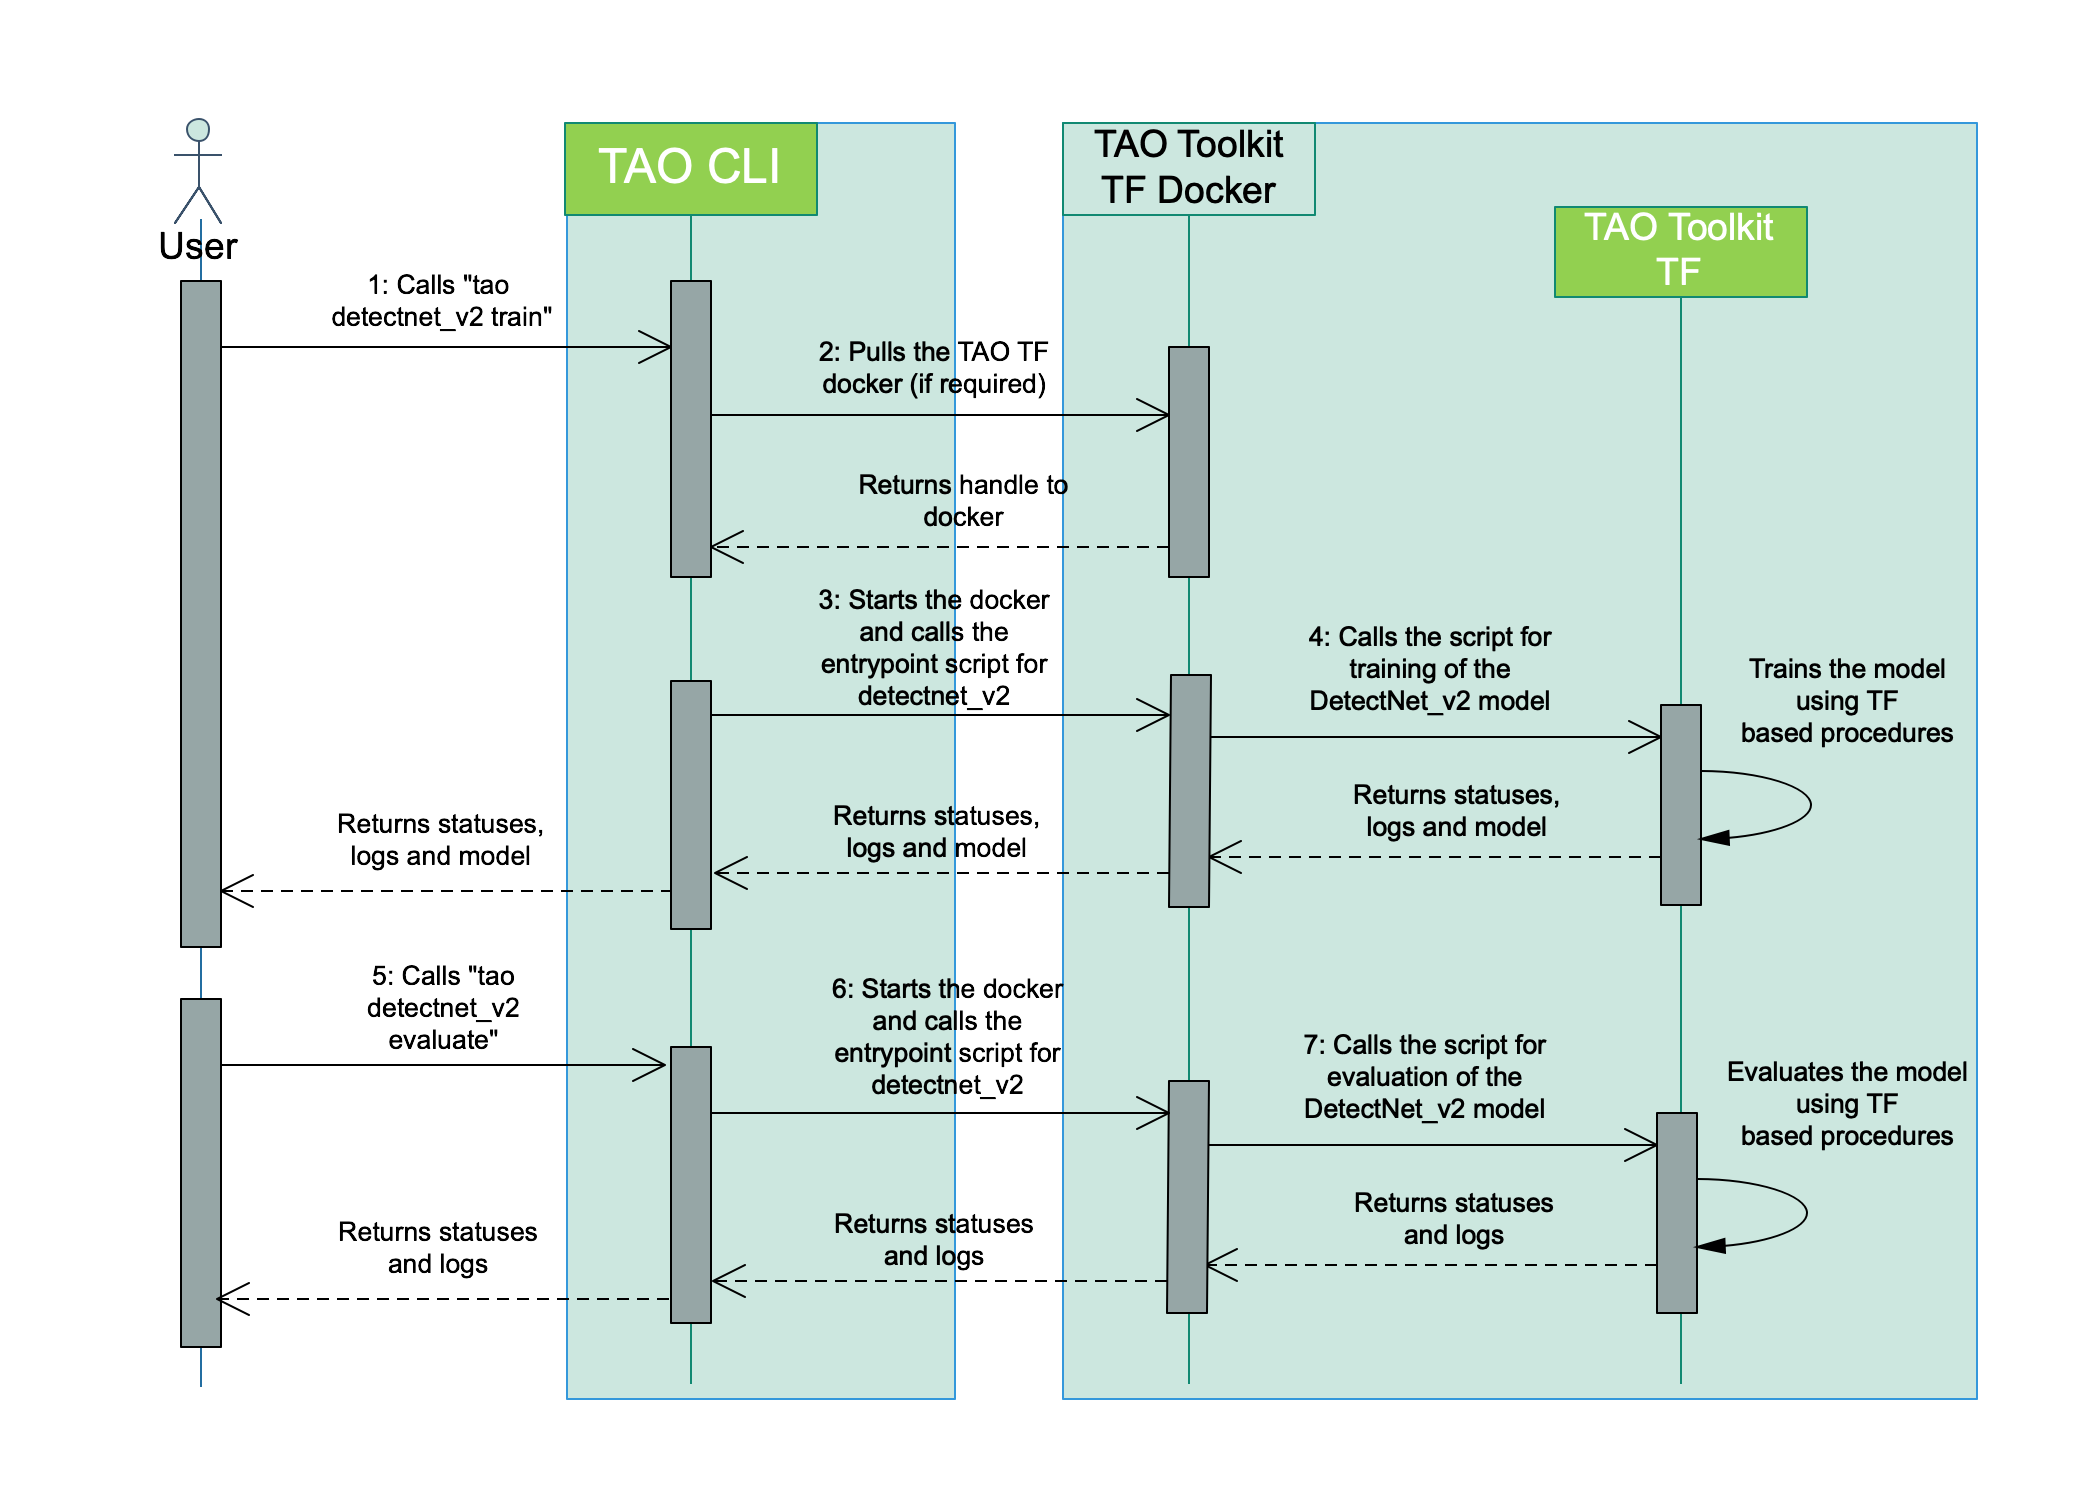 TAO CLI
TAO Toolkit
TF Docker
TAO Toolkit
TF
User
1: Calls "tao
detectnet_v2 train"
2: Pulls the TAO TF
docker (if required)
Returns handle to
docker
3: Starts the docker
and calls the
entrypoint script for
detectnet_v2
4: Calls the script for
training of the
DetectNet_v2 model
Trains the model
using TF
based procedures
Returns statuses,
logs and model
Returns statuses,
logs and model
Returns statuses,
logs and model
5: Calls "tao
detectnet_v2
evaluate"
6: Starts the docker
and calls the
entrypoint script for
detectnet_v2
7: Calls the script for
evaluation of the
DetectNet_v2 model
Evaluates the model
using TF
based procedures
Returns statuses
and logs
Returns statuses
and logs
Returns statuses
and logs